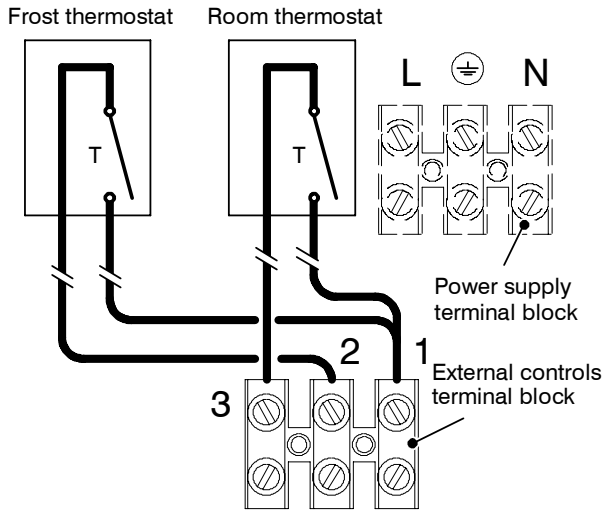 Frost thermostat
Room thermostat
L N
T
T
Power supply
terminal block
2
1
External controls
terminal block
3